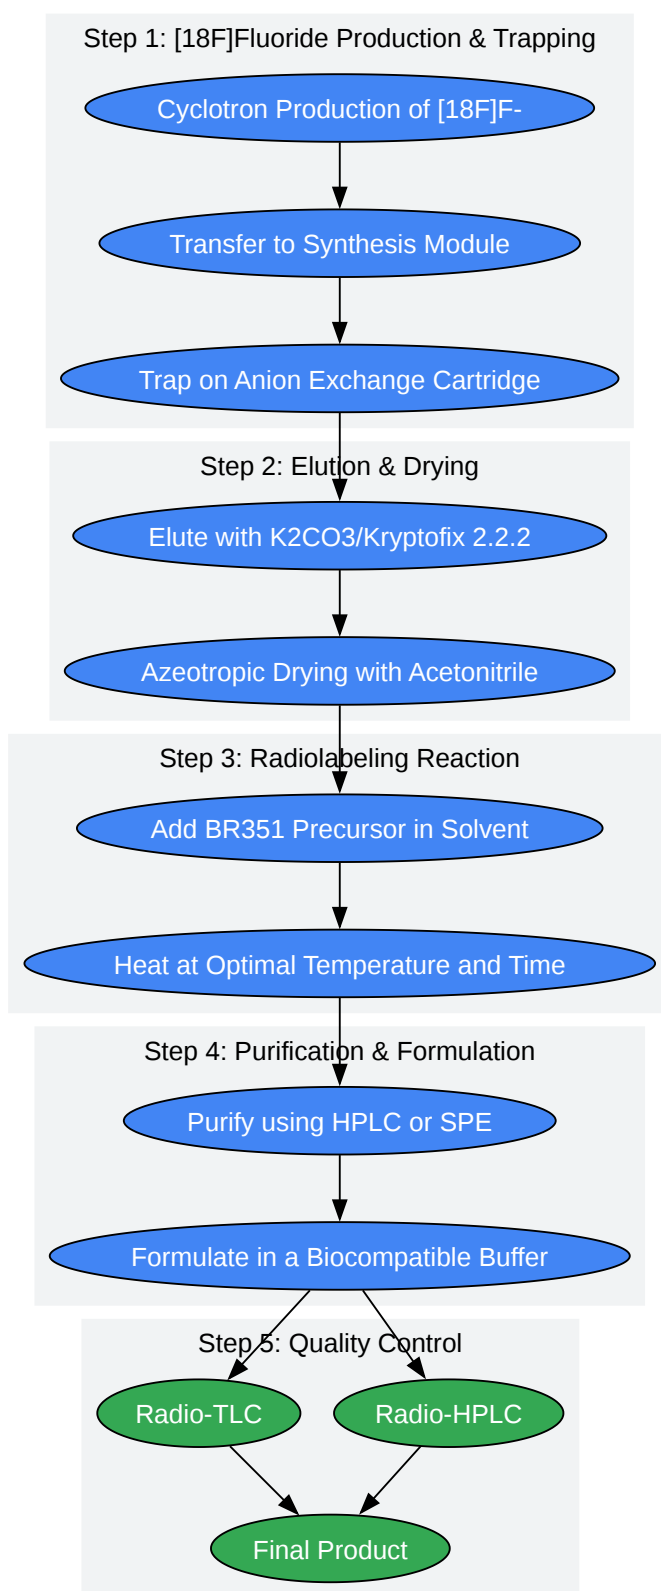 Step 1: [18F]Fluoride Production & Trapping
Cyclotron Production of [18F]F-
Transfer to Synthesis Module
Trap on Anion Exchange Cartridge
Step 2: Elution & Drying
Elute with K2CO3/Kryptofix 2.2.2
Azeotropic Drying with Acetonitrile
Step 3: Radiolabeling Reaction
Add BR351 Precursor in Solvent
Heat at Optimal Temperature and Time
Step 4: Purification & Formulation
Purify using HPLC or SPE
Formulate in a Biocompatible Buffer
Step 5: Quality Control
Radio-TLC
Radio-HPLC
Final Product